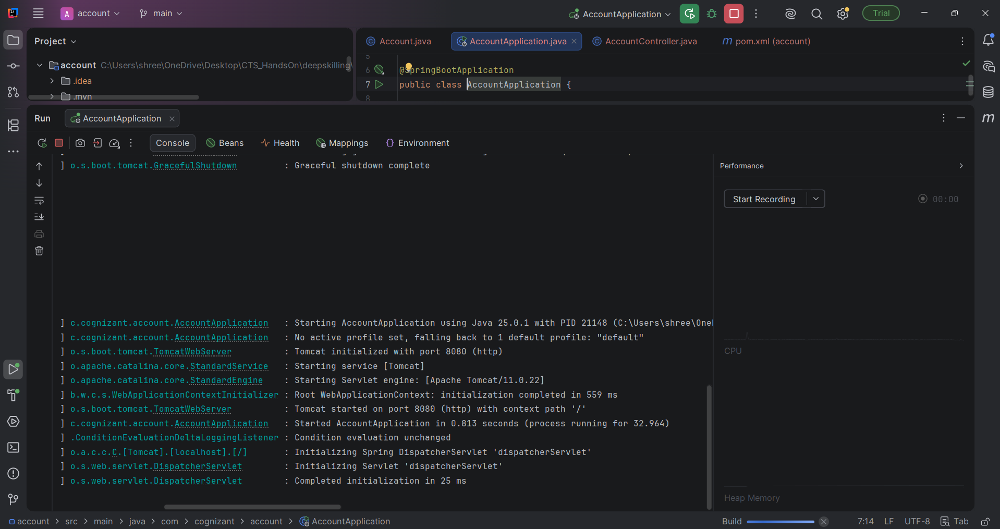 A account main AccountApplication Trial
Project
account C:\Users\shree\OneDrive\Desktop\CTS_HandsOn\deepskilling\
.idea
.mvn
Account.java AccountApplication.java AccountController.java m pom.xml (account)
5
6 @SpringBootApplication
7 public class AccountApplication {
8
Run AccountApplication
Console Beans Health Mappings Environment
] o.s.boot.tomcat.GracefulShutdown : Graceful shutdown complete
] c.cognizant.account.AccountApplication : Starting AccountApplication using Java 25.0.1 with PID 21148 (C:\Users\shree\One
] c.cognizant.account.AccountApplication : No active profile set, falling back to 1 default profile: "default"
] o.s.boot.tomcat.TomcatWebServer : Tomcat initialized with port 8080 (http)
] o.apache.catalina.core.StandardService : Starting service [Tomcat]
] o.apache.catalina.core.StandardEngine : Starting Servlet engine: [Apache Tomcat/11.0.22]
] b.w.c.s.WebApplicationContextInitializer : Root WebApplicationContext: initialization completed in 559 ms
] o.s.boot.tomcat.TomcatWebServer : Tomcat started on port 8080 (http) with context path '/'
] c.cognizant.account.AccountApplication : Started AccountApplication in 0.813 seconds (process running for 32.964)
] .ConditionEvaluationDeltaLoggingListener : Condition evaluation unchanged
] o.a.c.c.C.[Tomcat].[localhost].[/] : Initializing Spring DispatcherServlet 'dispatcherServlet'
] o.s.web.servlet.DispatcherServlet : Initializing Servlet 'dispatcherServlet'
] o.s.web.servlet.DispatcherServlet : Completed initialization in 25 ms
Performance
Start Recording 00:00
CPU
Heap Memory
account > src > main > java > com > cognizant > account > AccountApplication
Build 7:14 LF UTF-8 Tab